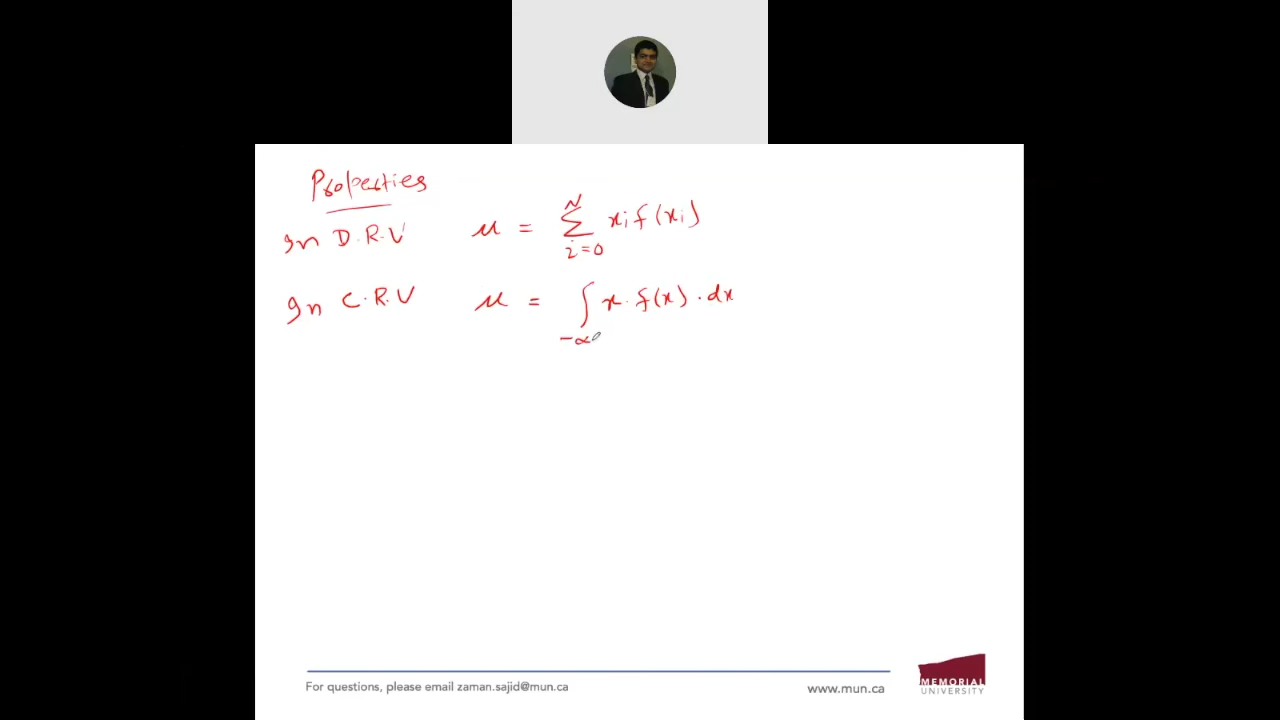 Properties
In D.R.V μ = N∑i=0 xi f(xi)
In C.R.V μ = ∫-∞ x. f(x) . dx
For questions, please email zaman.sajid@mun.ca
www.mun.ca
MEMORIAL
UNIVERSITY